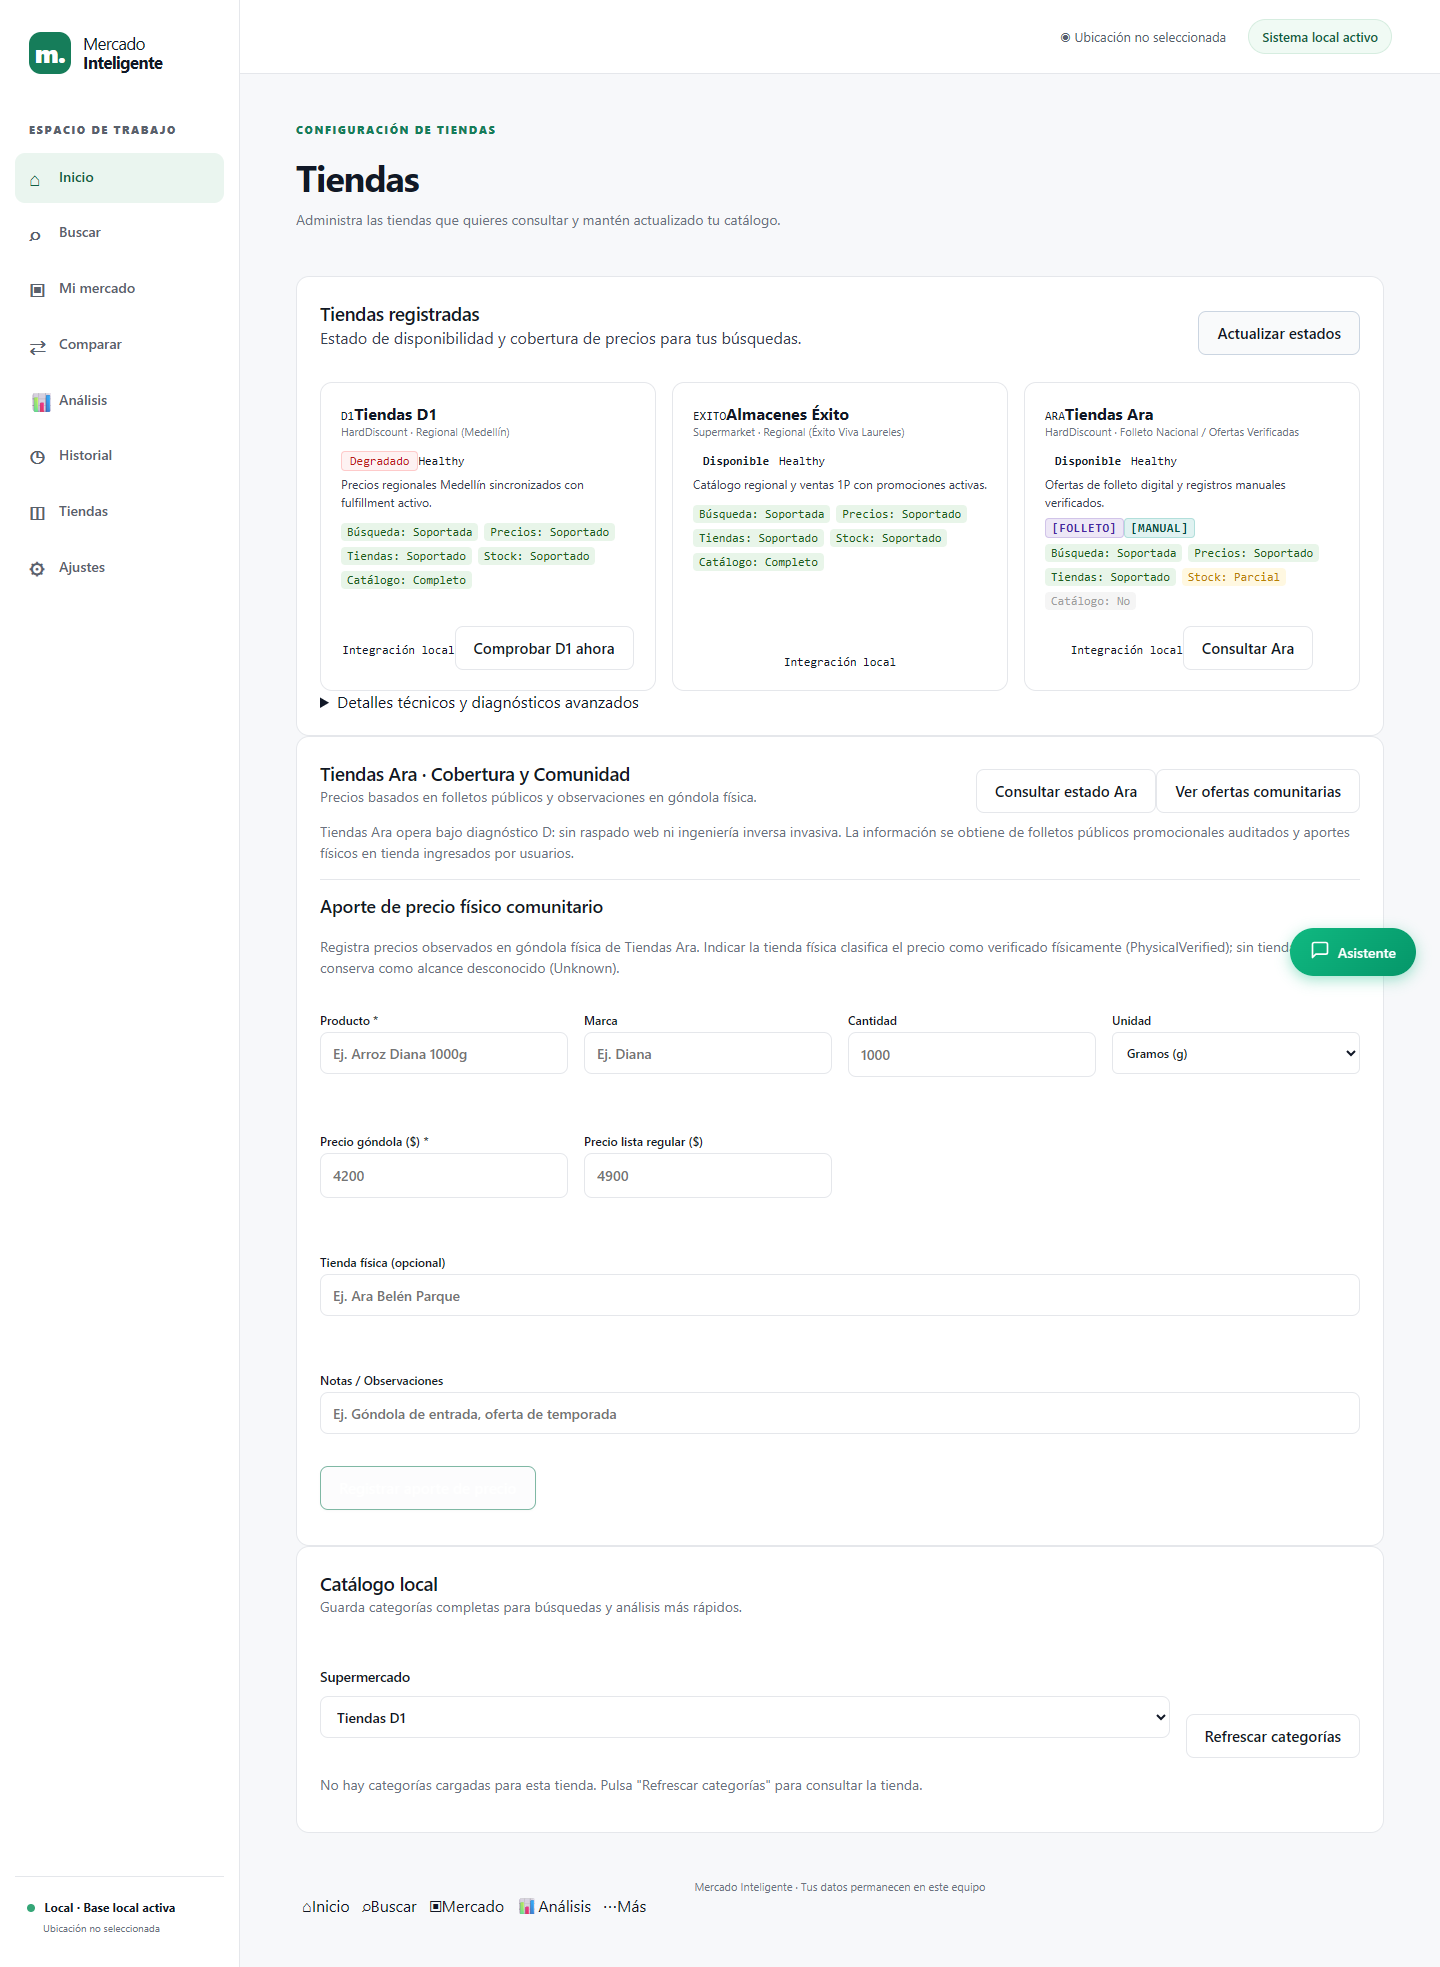 m.
Mercado
Inteligente
ESPACIO DE TRABAJO
Inicio
Buscar
Mi mercado
Comparar
Análisis
Historial
Tiendas
Ajustes
Local · Base local activa
Ubicación no seleccionada
Ubicación no seleccionada
Sistema local activo
CONFIGURACIÓN DE TIENDAS
Tiendas
Administra las tiendas que quieres consultar y mantén actualizado tu catálogo.
Tiendas registradas
Estado de disponibilidad y cobertura de precios para tus búsquedas.
Actualizar estados
D1Tiendas D1
HardDiscount · Regional (Medellín)
Degradado Healthy
Precios regionales Medellín sincronizados con
fulfillment activo.
Búsqueda: Soportada Precios: Soportado
Tiendas: Soportado Stock: Soportado
Catálogo: Completo
Integración local Comprobar D1 ahora
EXITOAlmacenes Éxito
Supermarket · Regional (Éxito Viva Laureles)
Disponible Healthy
Catálogo regional y ventas 1P con promociones activas.
Búsqueda: Soportada Precios: Soportado
Tiendas: Soportado Stock: Soportado
Catálogo: Completo
Integración local
ARATiendas Ara
HardDiscount · Folleto Nacional / Ofertas Verificadas
Disponible Healthy
Ofertas de folleto digital y registros manuales
verificados.
[FOLLETO] [MANUAL]
Búsqueda: Soportada Precios: Soportado
Tiendas: Soportado Stock: Parcial
Catálogo: No
Integración local Consultar Ara
▶ Detalles técnicos y diagnósticos avanzados
Tiendas Ara · Cobertura y Comunidad
Precios basados en folletos públicos y observaciones en góndola física.
Consultar estado Ara Ver ofertas comunitarias
Tiendas Ara opera bajo diagnóstico D: sin raspado web ni ingeniería inversa invasiva. La información se obtiene de folletos públicos promocionales auditados y aportes
físicos en tienda ingresados por usuarios.
Aporte de precio físico comunitario
Registra precios observados en góndola física de Tiendas Ara. Indicar la tienda física clasifica el precio como verificado físicamente (PhysicalVerified); sin
conserva como alcance desconocido (Unknown).
Asistente
Producto * Marca Cantidad Unidad
Ej. Arroz Diana 1000g Ej. Diana 1000 Gramos (g)
Precio góndola ($) * Precio lista regular ($)
4200 4900
Tienda física (opcional)
Ej. Ara Belén Parque
Notas / Observaciones
Ej. Góndola de entrada, oferta de temporada
Catálogo local
Guarda categorías completas para búsquedas y análisis más rápidos.
Supermercado
Tiendas D1
Refrescar categorías
No hay categorías cargadas para esta tienda. Pulsa "Refrescar categorías" para consultar la tienda.
Mercado Inteligente · Tus datos permanecen en este equipo
Inicio Buscar Mercado Análisis ⋯Más